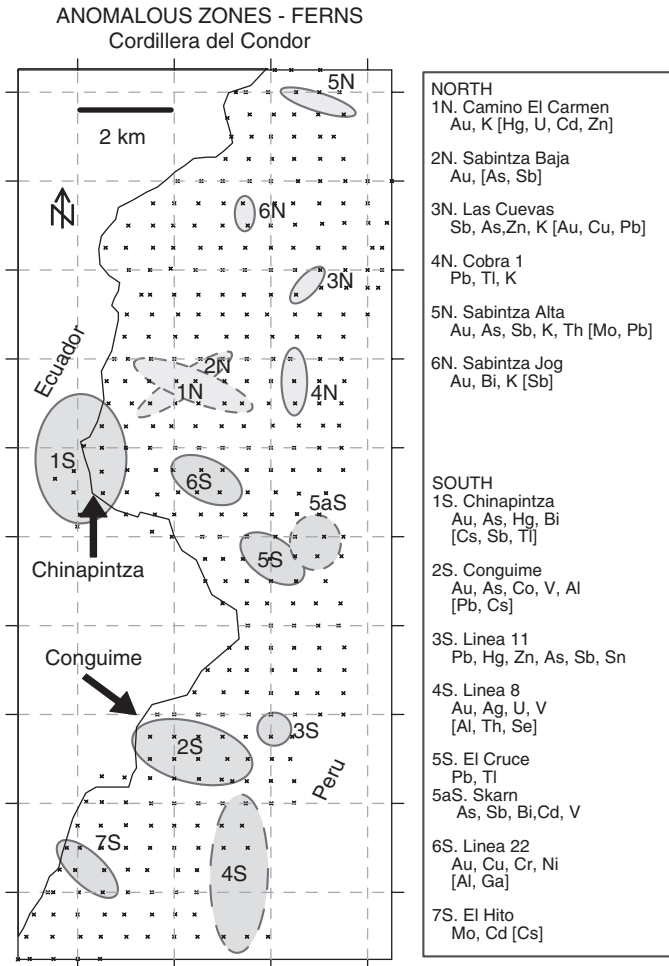 ANOMALOUS ZONES - FERNS
Cordillera del Condor
2 km
N
Ecuador
Peru
5N
6N
3N
2N
1N
4N
1S
6S
5aS
5S
Chinapintza
Conguime
2S
3S
7S
4S
NORTH
1N. Camino El Carmen
Au, K [Hg, U, Cd, Zn]
2N. Sabintza Baja
Au, [As, Sb]
3N. Las Cuevas
Sb, As,Zn, K [Au, Cu, Pb]
4N. Cobra 1
Pb, Tl, K
5N. Sabintza Alta
Au, As, Sb, K, Th [Mo, Pb]
6N. Sabintza Jog
Au, Bi, K [Sb]
SOUTH
1S. Chinapintza
Au, As, Hg, Bi
[Cs, Sb, Tl]
2S. Conguime
Au, As, Co, V, Al
[Pb, Cs]
3S. Linea 11
Pb, Hg, Zn, As, Sb, Sn
4S. Linea 8
Au, Ag, U, V
[Al, Th, Se]
5S. El Cruce
Pb, Tl
5aS. Skarn
As, Sb, Bi,Cd, V
6S. Linea 22
Au, Cu, Cr, Ni
[Al, Ga]
7S. El Hito
Mo, Cd [Cs]